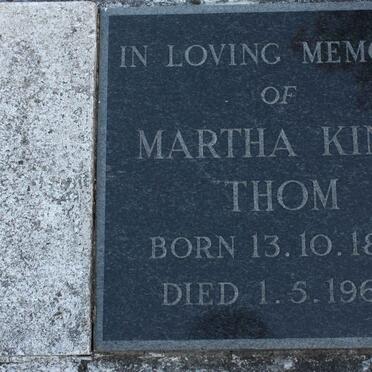 IN LOVING MEMO
OF
MARTHA KIN
THOM
BORN 13.10.18
DIED 1.5.196